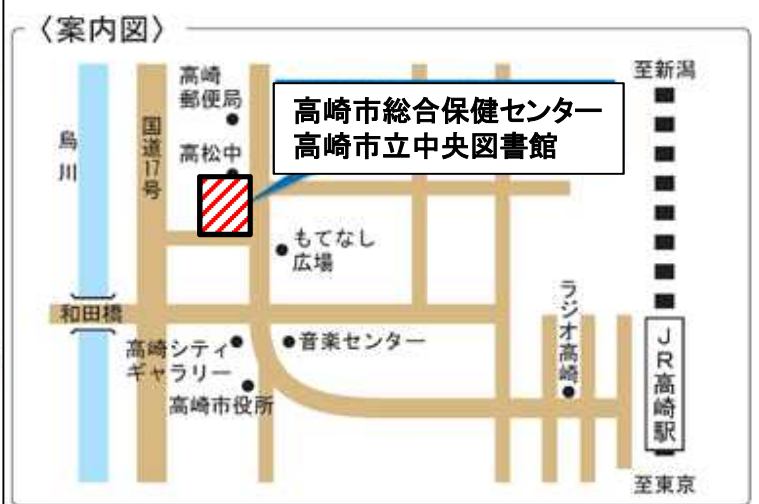 〈案内図〉
至新潟
高崎
郵便局
高崎市総合保健センター
高崎市立中央図書館
烏川
国道17号
高松中
もてなし
広場
和田橋
ラジオ高崎
高崎シティ
ギャラリー
音楽センター
高崎市役所
JR高崎駅
至東京